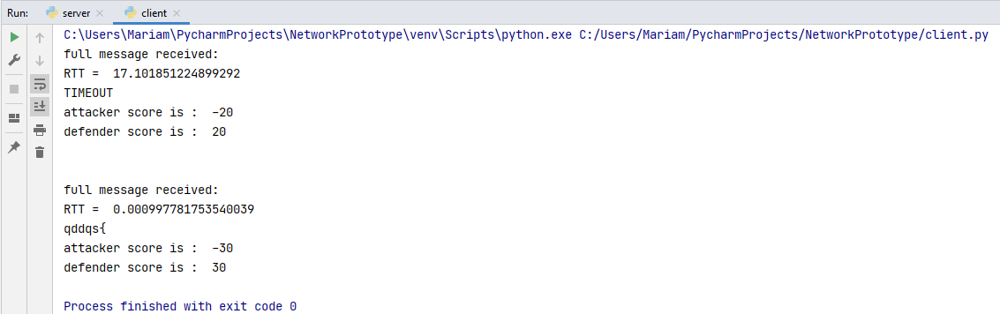 Run: server client
C:\Users\Mariam\PycharmProjects\NetworkPrototype\venv\Scripts\python.exe C:/Users/Mariam/PycharmProjects/NetworkPrototype/client.py
full message received:
RTT =  17.101851224899292
TIMEOUT
attacker score is :  -20
defender score is :  20
full message received:
RTT =  0.000997781753540039
qddqs{
attacker score is :  -30
defender score is :  30
Process finished with exit code 0